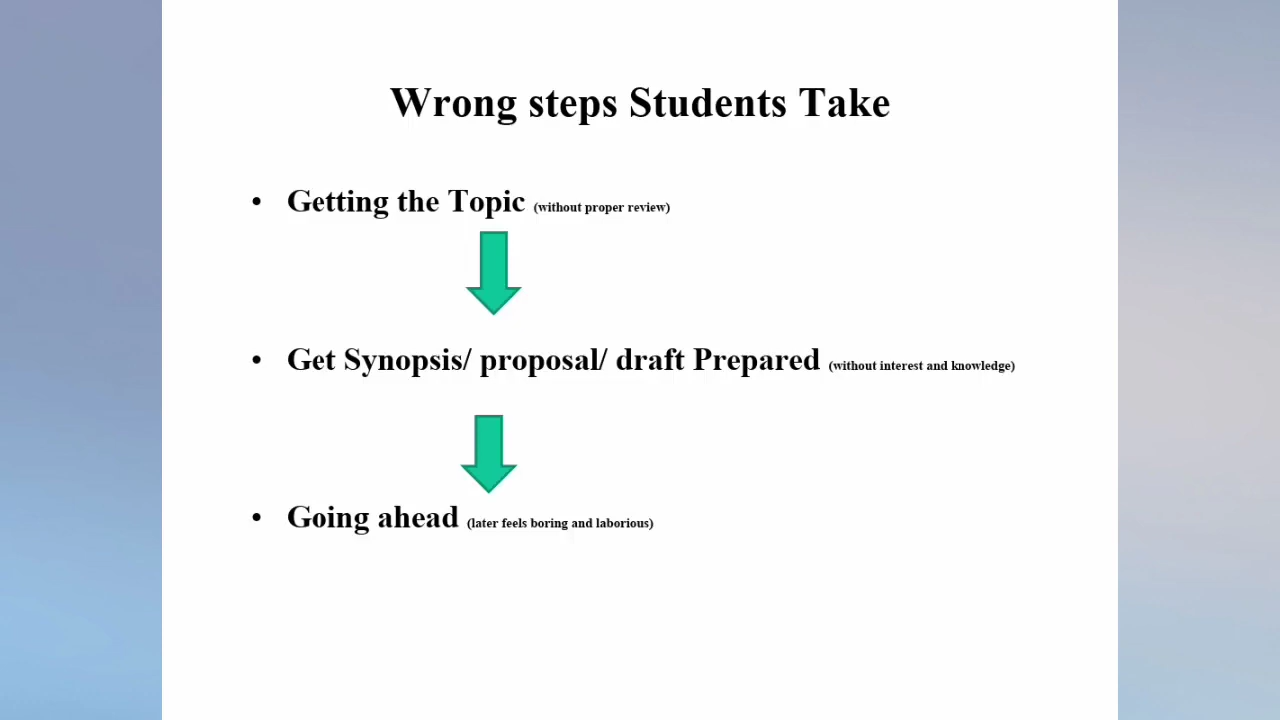 Wrong steps Students Take
• Getting the Topic (without proper review)
• Get Synopsis/ proposal/ draft Prepared (without interest and knowledge)
• Going ahead (later feels boring and laborious)